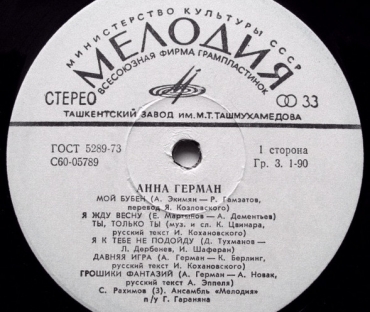 МИНИСТЕРСТВО КУЛЬТУРЫ СССР
МЕЛОДИЯ
ВСЕСОЮЗНАЯ ФИРМА ГРАМПЛАСТИНОК
СТЕРЕО 33
ТАШКЕНТСКИЙ ЗАВОД ИМ. М.Т. ТАШМУХАМЕДОВА
ГОСТ 5289-73 1 сторона
С60-05789 Гр. 3. 1-90
АННА ГЕРМАН
МОЙ БУБЕН (А. Экимян — Р. Гамзатов,
перевод Я. Козловского)
Я ЖДУ ВЕСНУ (Е. Мартынов — А. Дементьев)
ТЫ, ТОЛЬКО ТЫ (муз. и сл. К. Цвинара,
русский текст И. Кохановского)
Я К ТЕБЕ НЕ ПОДОЙДУ (Д. Тухманов —
Л. Дербенев, И. Шаферан)
ДАВНЯЯ ИГРА (А. Герман — К. Берлинг,
русский текст И. Кохановского)
ГРОШИКИ ФАНТАЗИЙ (А. Герман — А. Новак,
русский текст А. Эппеля)
С. Рахимов (3). Ансамбль «Мелодия»
п/у Г. Гараняна